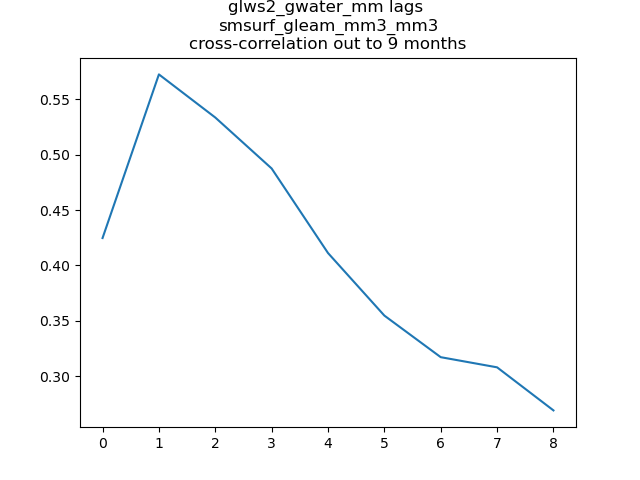 glws2_gwater_mm lags
smsurf_gleam_mm3_mm3
cross-correlation out to 9 months
0.55
0.50
0.45
0.40
0.35
0.30
0 1 2 3 4 5 6 7 8